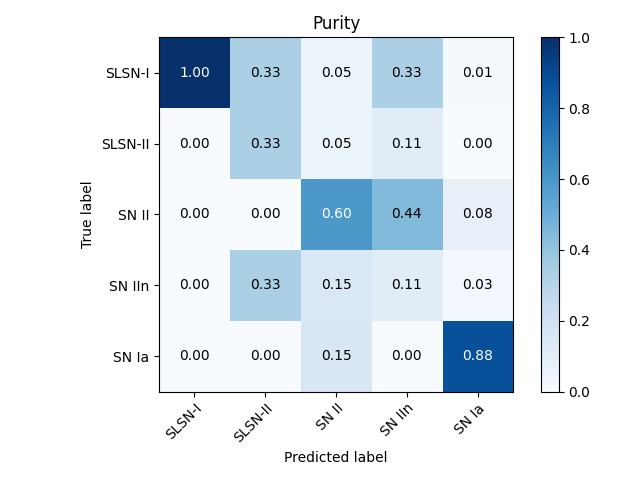 Purity
True label
SLSN-I 1.00 0.33 0.05 0.33 0.01
SLSN-II 0.00 0.33 0.05 0.11 0.00
SN II 0.00 0.00 0.60 0.44 0.08
SN IIn 0.00 0.33 0.15 0.11 0.03
SN Ia 0.00 0.00 0.15 0.00 0.88
SLSN-I SLSN-II SN II SN IIn SN Ia
Predicted label
1.0
0.8
0.6
0.4
0.2
0.0